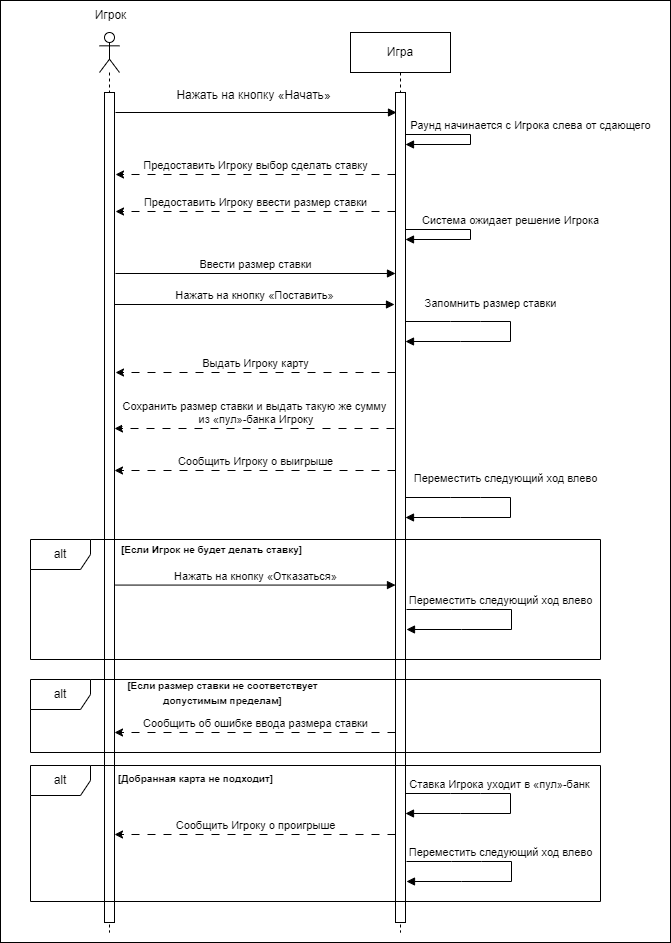 Игрок
Игра
Нажать на кнопку «Начать»
Раунд начинается с Игрока слева от сдающего
Предоставить Игроку выбор сделать ставку
Предоставить Игроку ввести размер ставки
Система ожидает решение Игрока
Ввести размер ставки
Нажать на кнопку «Поставить»
Запомнить размер ставки
Выдать Игроку карту
Сохранить размер ставки и выдать такую же сумму
из «пул»-банка Игроку
Сообщить Игроку о выигрыше
Переместить следующий ход влево
alt
[Если Игрок не будет делать ставку]
Нажать на кнопку «Отказаться»
Переместить следующий ход влево
alt
[Если размер ставки не соответствует
допустимым пределам]
Сообщить об ошибке ввода размера ставки
alt
[Добранная карта не подходит]
Ставка Игрока уходит в «пул»-банк
Сообщить Игроку о проигрыше
Переместить следующий ход влево